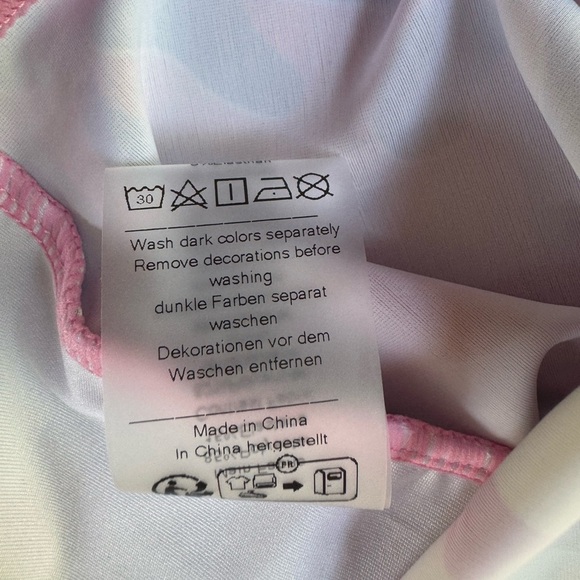 30
Wash dark colors separately
Remove decorations before
washing
dunkle Farben separat
waschen
Dekorationen vor dem
Waschen entfernen
Made in China
In China hergestellt
FR